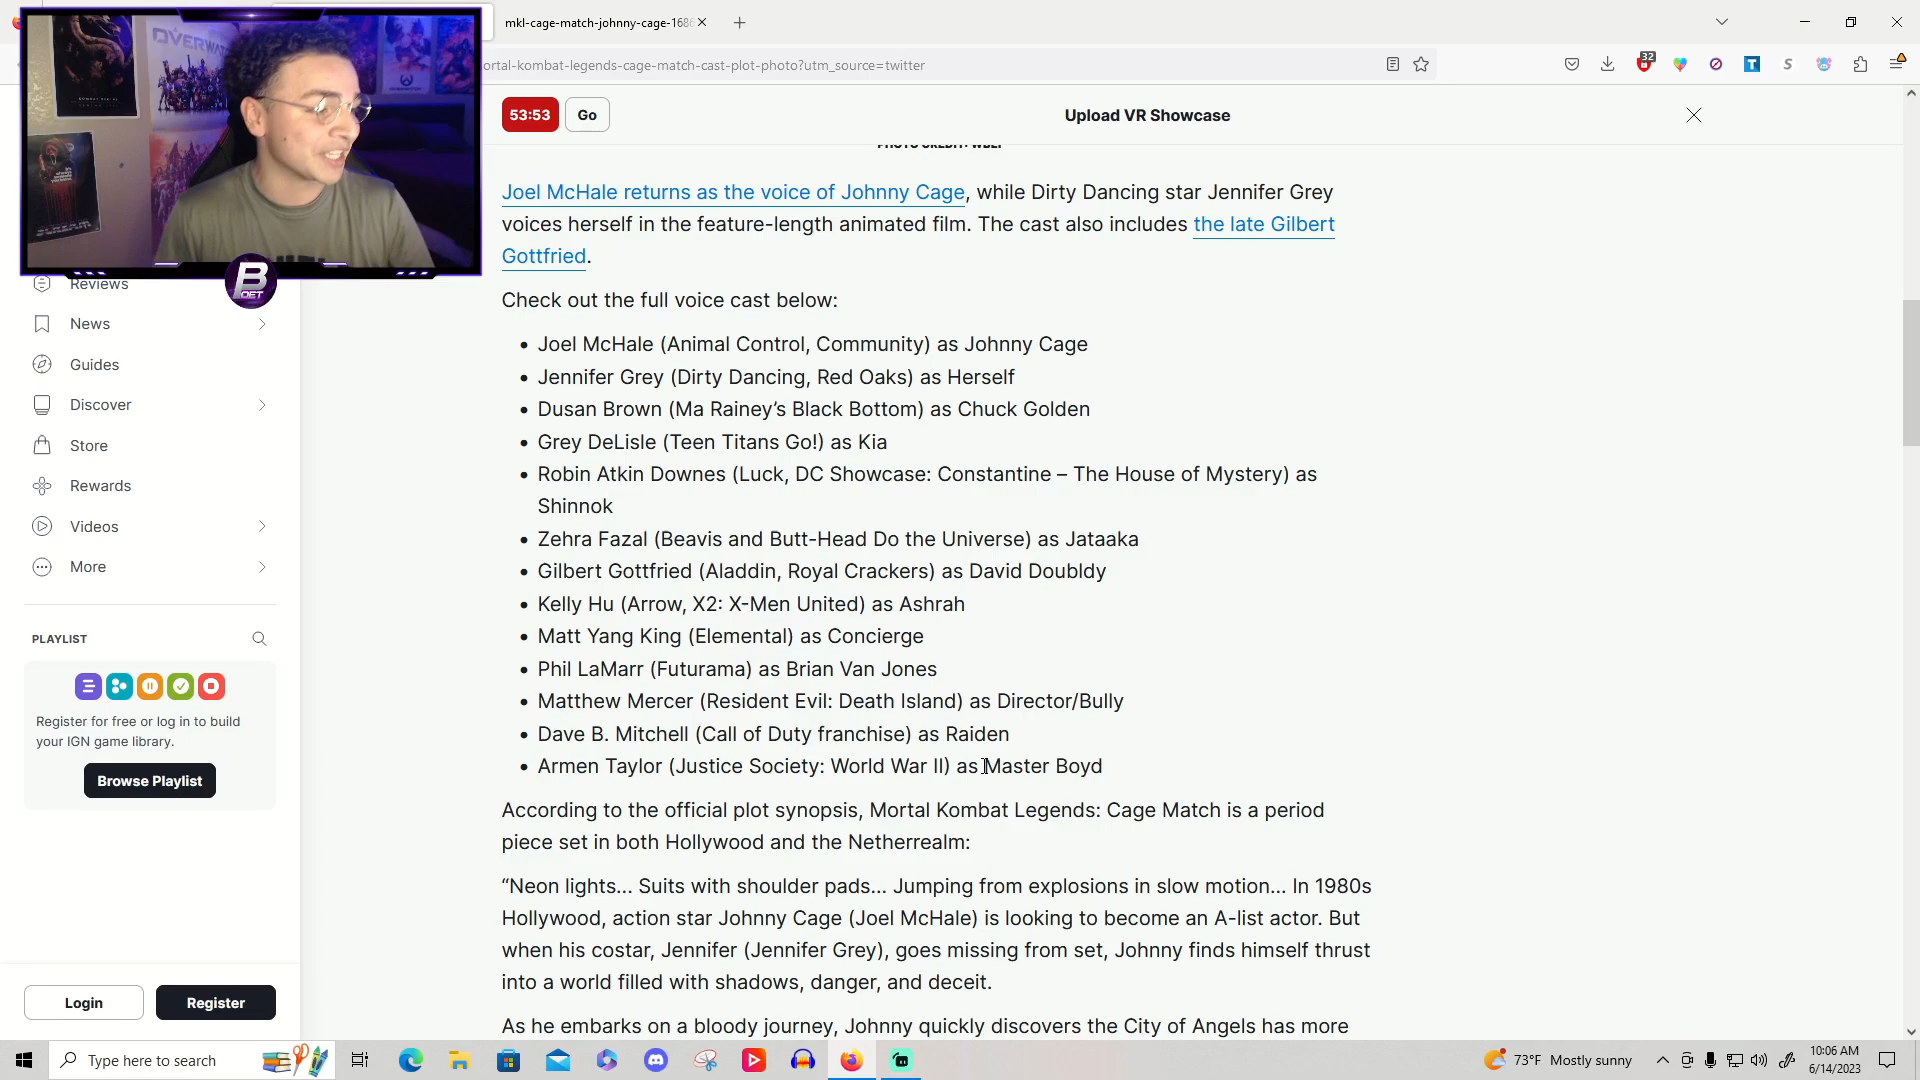 mkl-cage-match-johnny-cage-1686
ortal-kombat-legends-cage-match-cast-plot-photo?utm_source=twitter
32
OVERWATCH
53:53
Go
Upload VR Showcase
Joel McHale returns as the voice of Johnny Cage, while Dirty Dancing star Jennifer Grey
voices herself in the feature-length animated film. The cast also includes the late Gilbert
Gottfried.
Check out the full voice cast below:
• Joel McHale (Animal Control, Community) as Johnny Cage
• Jennifer Grey (Dirty Dancing, Red Oaks) as Herself
• Dusan Brown (Ma Rainey’s Black Bottom) as Chuck Golden
• Grey DeLisle (Teen Titans Go!) as Kia
• Robin Atkin Downes (Luck, DC Showcase: Constantine – The House of Mystery) as
Shinnok
• Zehra Fazal (Beavis and Butt-Head Do the Universe) as Jataaka
• Gilbert Gottfried (Aladdin, Royal Crackers) as David Doubldy
• Kelly Hu (Arrow, X2: X-Men United) as Ashrah
• Matt Yang King (Elemental) as Concierge
• Phil LaMarr (Futurama) as Brian Van Jones
• Matthew Mercer (Resident Evil: Death Island) as Director/Bully
• Dave B. Mitchell (Call of Duty franchise) as Raiden
• Armen Taylor (Justice Society: World War II) as Master Boyd
According to the official plot synopsis, Mortal Kombat Legends: Cage Match is a period
piece set in both Hollywood and the Netherrealm:
“Neon lights... Suits with shoulder pads... Jumping from explosions in slow motion... In 1980s
Hollywood, action star Johnny Cage (Joel McHale) is looking to become an A-list actor. But
when his costar, Jennifer (Jennifer Grey), goes missing from set, Johnny finds himself thrust
into a world filled with shadows, danger, and deceit.
As he embarks on a bloody journey, Johnny quickly discovers the City of Angels has more
B
OET
Reviews
News
Guides
Discover
Store
Rewards
Videos
More
PLAYLIST
Register for free or log in to build
your IGN game library.
Browse Playlist
Login
Register
Type here to search
73°F Mostly sunny
10:06 AM
6/14/2023